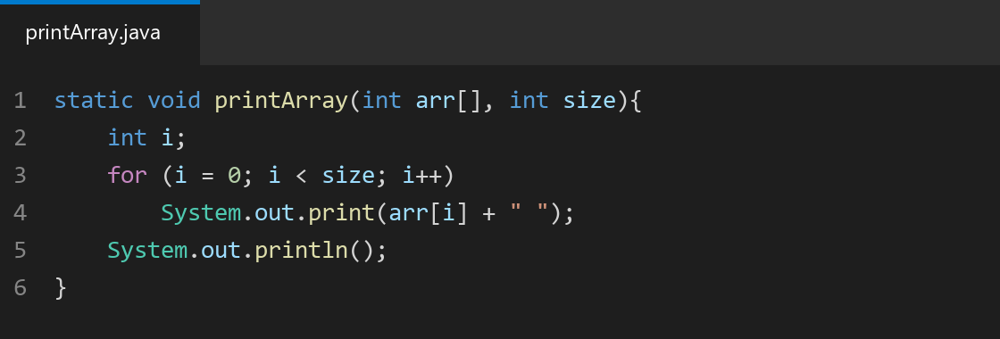 printArray.java
1 static void printArray(int arr[], int size){
2     int i;
3     for (i = 0; i < size; i++)
4         System.out.print(arr[i] + " ");
5     System.out.println();
6 }